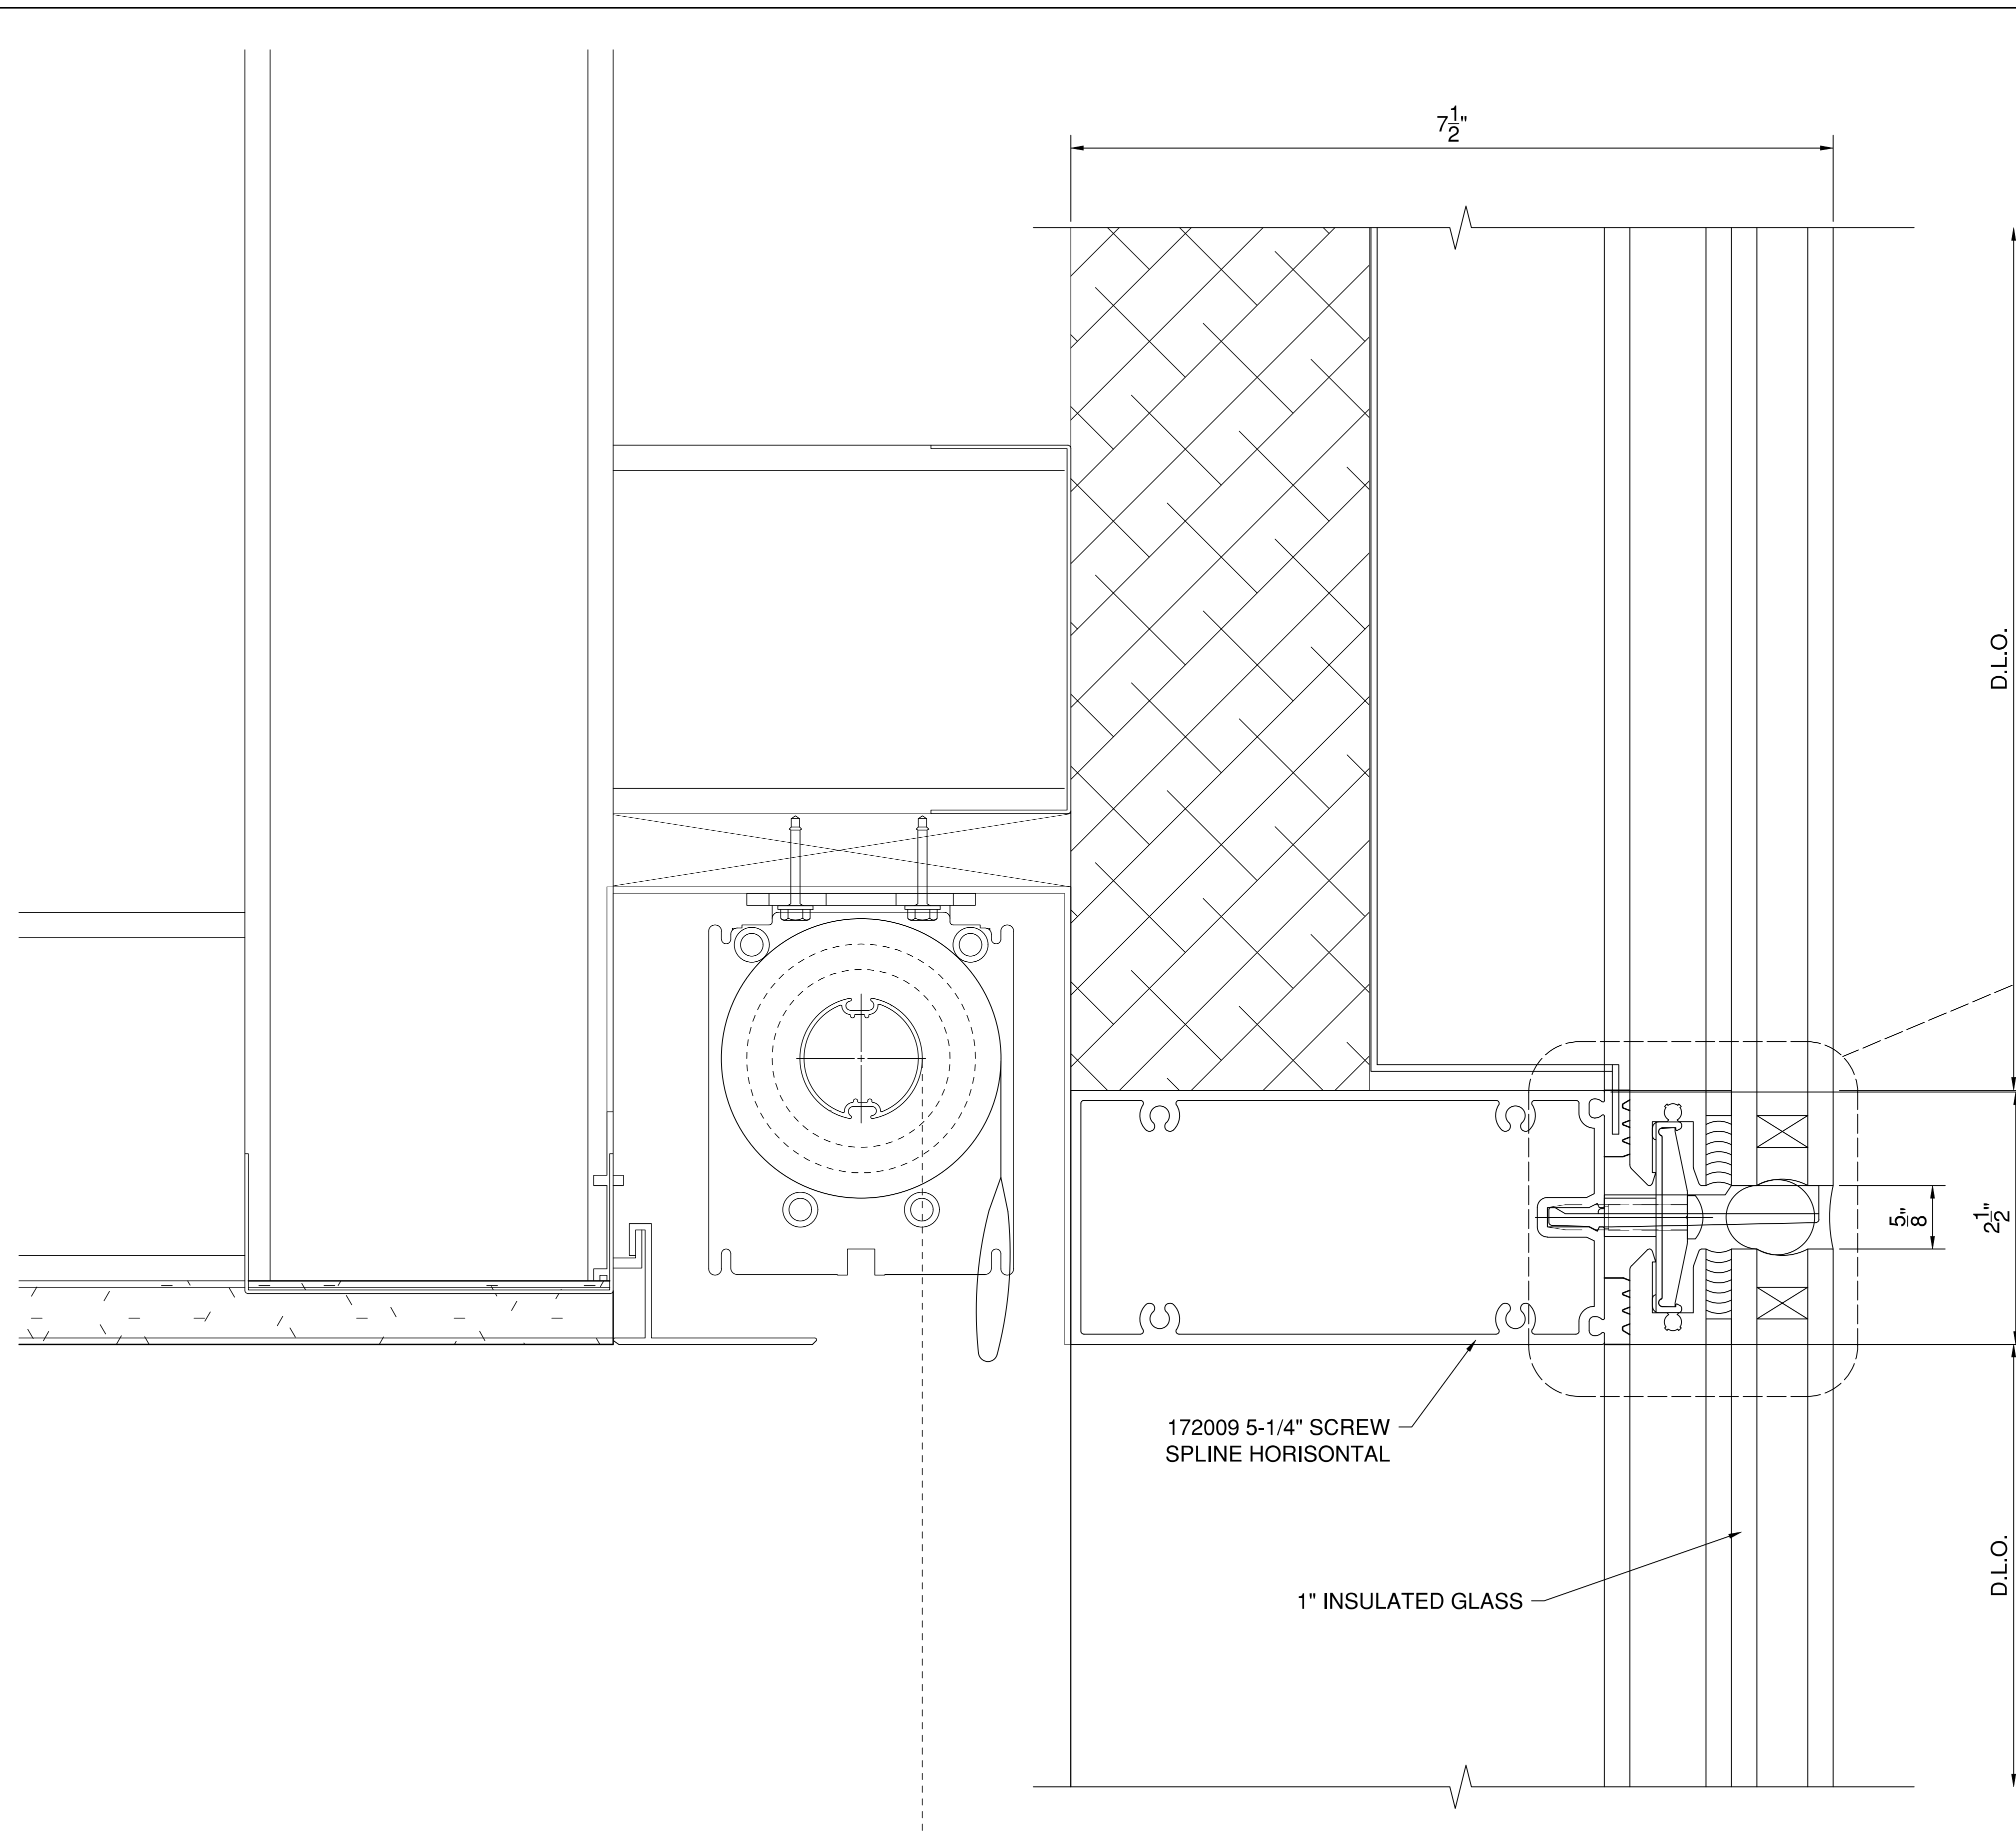 7 1/2"
D.L.O.
5/8"
2 1/2"
172009 5-1/4" SCREW
SPLINE HORISONTAL
1" INSULATED GLASS
D.L.O.